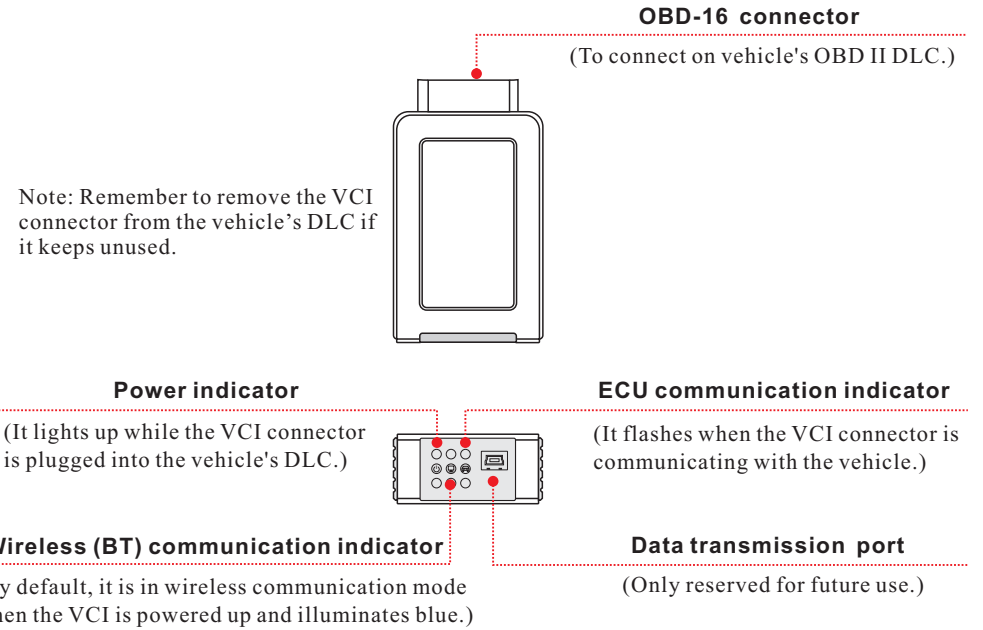 OBD-16 connector
(To connect on vehicle's OBD II DLC.)
Note: Remember to remove the VCI
connector from the vehicle’s DLC if
it keeps unused.
Power indicator
(It lights up while the VCI connector
is plugged into the vehicle's DLC.)
ECU communication indicator
(It flashes when the VCI connector is
communicating with the vehicle.)
(BT) communication indicator
default, it is in wireless communication mode
the VCI is powered up and illuminates blue.)
Data transmission port
(Only reserved for future use.)